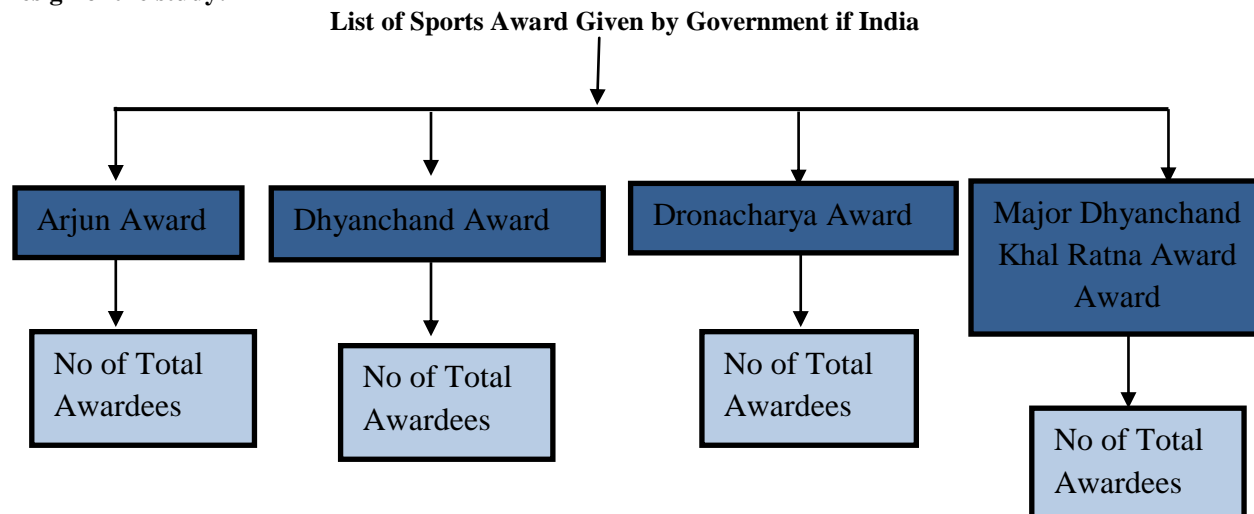 List of Sports Award Given by Government if India
Arjun Award
Dhyanchand Award
Dronacharya Award
Major Dhyanchand
Khal Ratna Award
Award
No of Total
Awardees
No of Total
Awardees
No of Total
Awardees
No of Total
Awardees